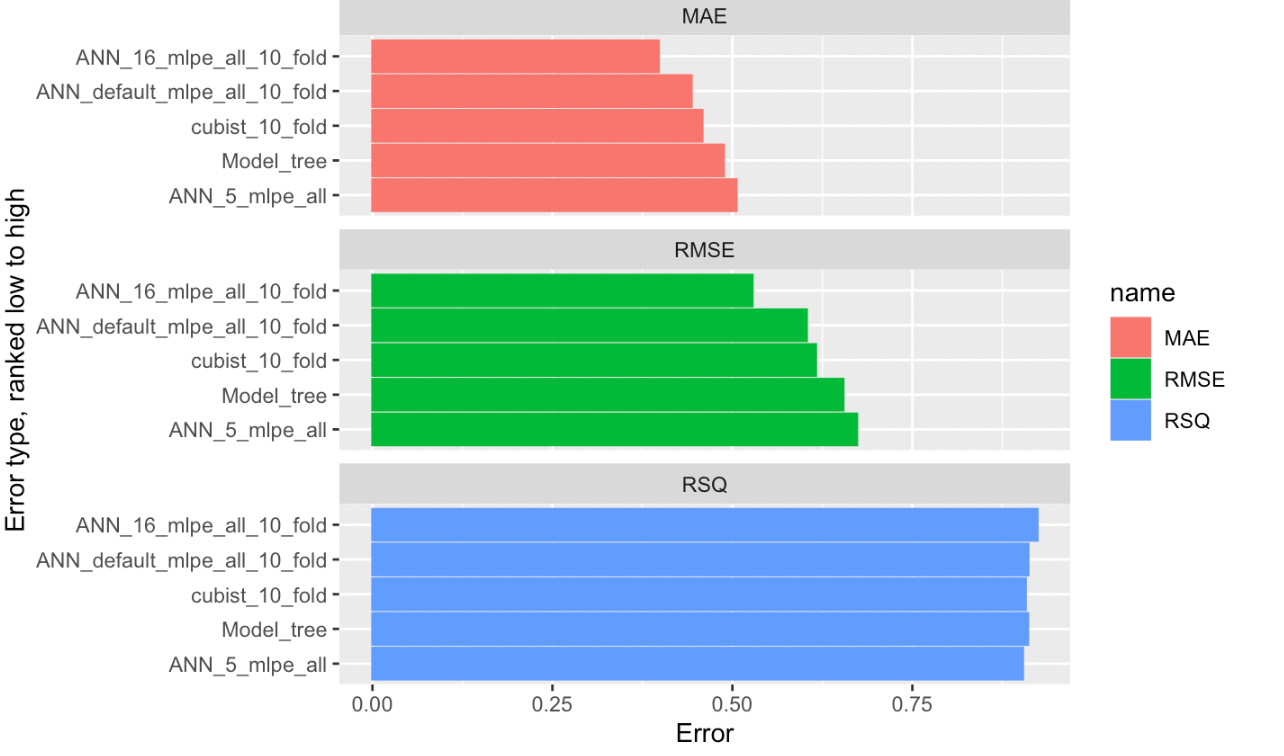 MAE
ANN_16_mlpe_all_10_fold
ANN_default_mlpe_all_10_fold
cubist_10_fold
Model_tree
ANN_5_mlpe_all
RMSE
ANN_16_mlpe_all_10_fold
ANN_default_mlpe_all_10_fold
cubist_10_fold
Model_tree
ANN_5_mlpe_all
RSQ
ANN_16_mlpe_all_10_fold
ANN_default_mlpe_all_10_fold
cubist_10_fold
Model_tree
ANN_5_mlpe_all
0.00 0.25 0.50 0.75
Error
Error type, ranked low to high
name
MAE
RMSE
RSQ